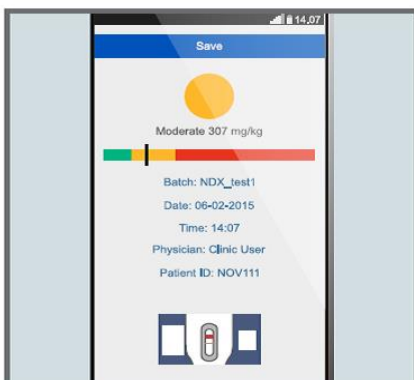 14.07
Save
Moderate 307 mg/kg
Batch: NDX_test1
Date: 06-02-2015
Time: 14:07
Physician: Clinic User
Patient ID: NOV111